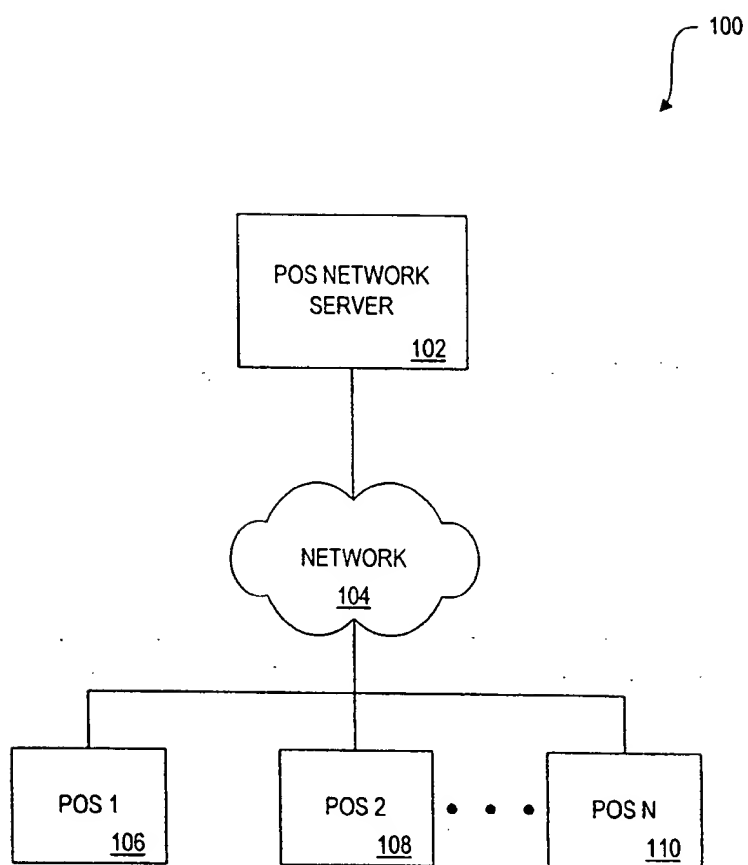 100
POS NETWORK
SERVER
102
NETWORK
104
POS 1
106
POS 2
108
POS N
110